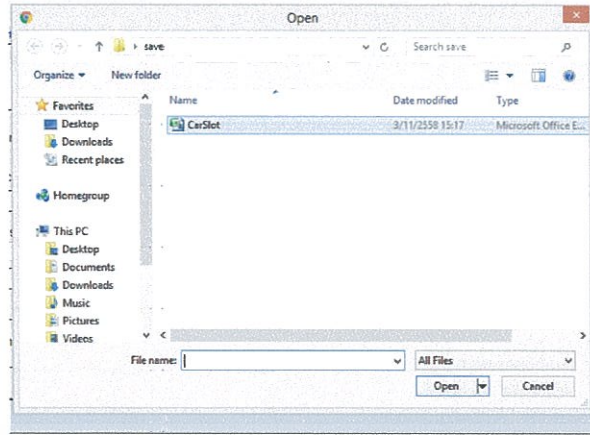 Open
save
Search save
Organize
New folder
Name
Date modified
Type
Favorites
CarSlot
3/11/2558 15:17
Microsoft Office E...
Desktop
Downloads
Recent places
Homegroup
This PC
Desktop
Documents
Downloads
Music
Pictures
Videos
File name:
All Files
Open
Cancel